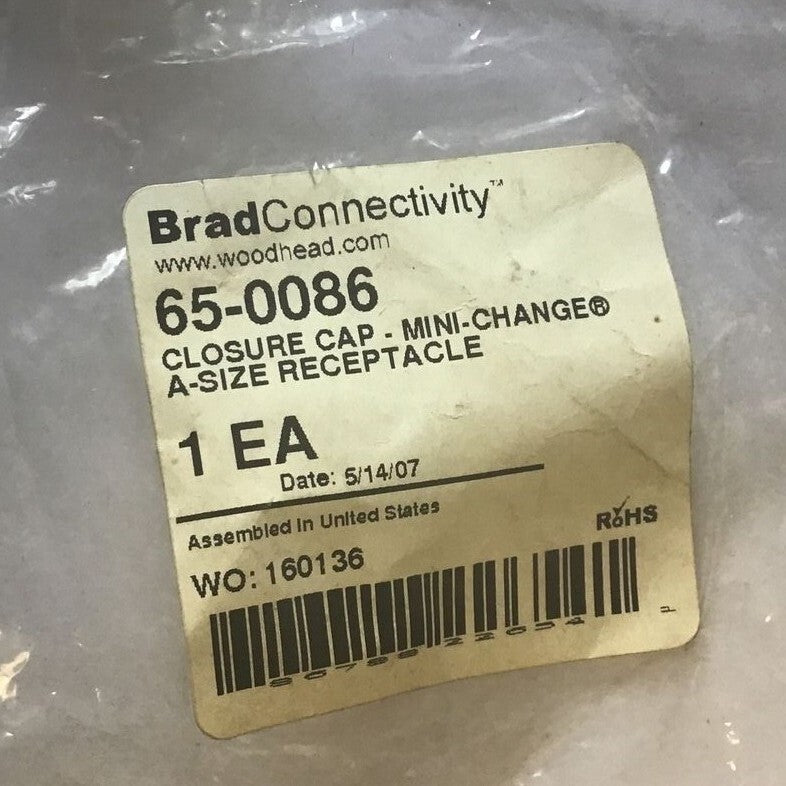 BradConnectivity™
www.woodhead.com
65-0086
CLOSURE CAP - MINI-CHANGE®
A-SIZE RECEPTACLE
1 EA
Date: 5/14/07
Assembled in United States
RoHS
WO: 160136